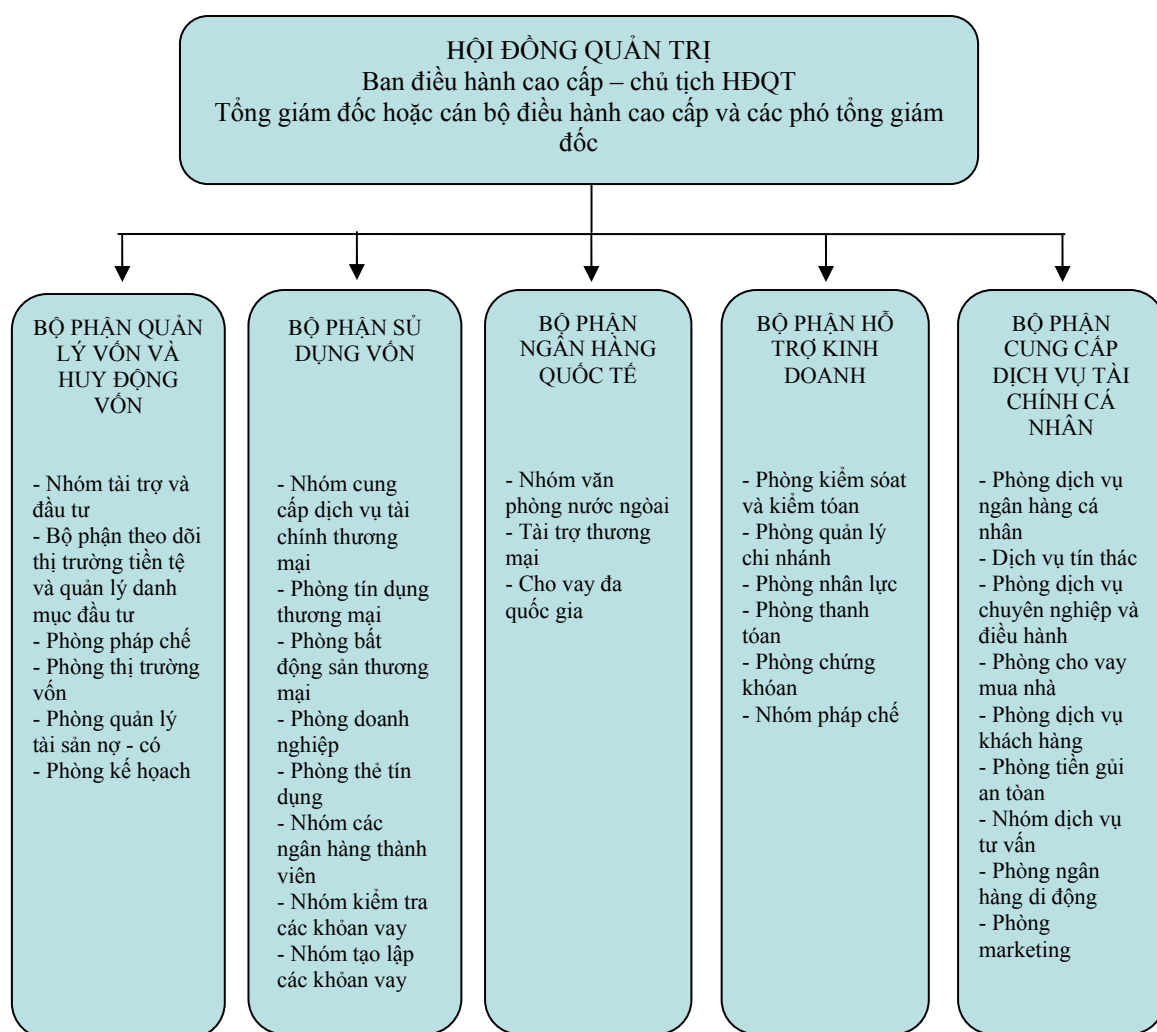 HỘI ĐỒNG QUẢN TRỊ
Ban điều hành cao cấp – chủ tịch HĐQT
Tổng giám đốc hoặc cán bộ điều hành cao cấp và các phó tổng giám
đốc
BỘ PHẬN QUẢN
LÝ VỐN VÀ
HUY ĐỘNG
VỐN
- Nhóm tài trợ và
đầu tư
- Bộ phận theo dõi
thị trường tiền tệ
và quản lý danh
mục đầu tư
- Phòng pháp chế
- Phòng thị trường
vốn
- Phòng quản lý
tài sản nợ - có
- Phòng kế họach
BỘ PHẬN SỦ
DỤNG VỐN
- Nhóm cung
cấp dịch vụ tài
chính thương
mại
- Phòng tín dụng
thương mại
- Phòng bất
động sản thương
mại
- Phòng doanh
nghiệp
- Phòng thẻ tín
dụng
- Nhóm các
ngân hàng thành
viên
- Nhóm kiểm tra
các khỏan vay
- Nhóm tạo lập
các khỏan vay
BỘ PHẬN
NGÂN HÀNG
QUỐC TẾ
- Nhóm văn
phòng nước ngòai
- Tài trợ thương
mại
- Cho vay đa
quốc gia
BỘ PHẬN HỖ
TRỢ KINH
DOANH
- Phòng kiểm sóat
và kiểm tóan
- Phòng quản lý
chi nhánh
- Phòng nhân lực
- Phòng thanh
tóan
- Phòng chứng
khóan
- Nhóm pháp chế
BỘ PHẬN
CUNG CẤP
DỊCH VỤ TÀI
CHÍNH CÁ
NHÂN
- Phòng dịch vụ
ngân hàng cá
nhân
- Dịch vụ tín thác
- Phòng dịch vụ
chuyên nghiệp và
điều hành
- Phòng cho vay
mua nhà
- Phòng dịch vụ
khách hàng
- Phòng tiền gủi
an tòan
- Nhóm dịch vụ
tư vấn
- Phòng ngân
hàng di động
- Phòng
marketing